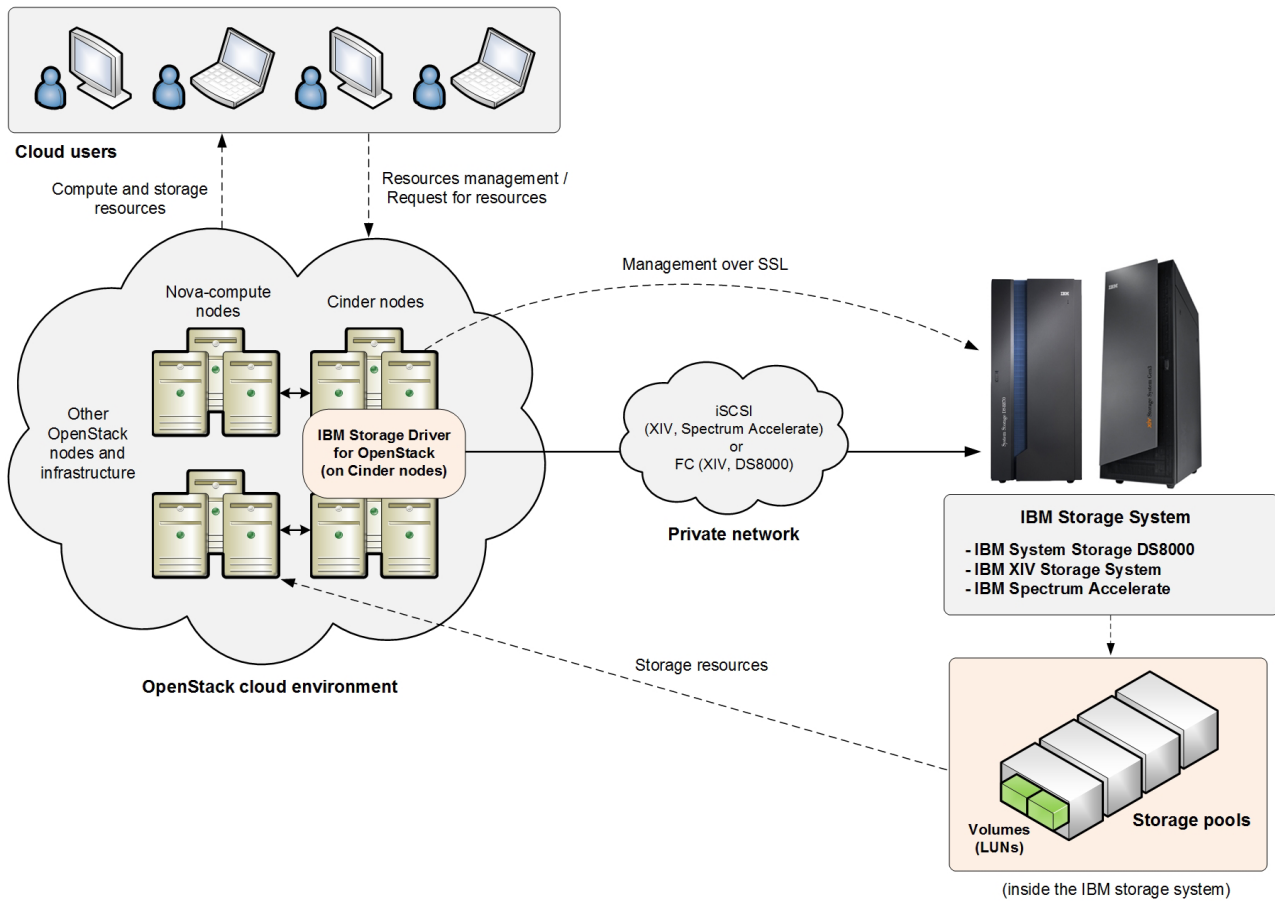 Cloud users
Compute and storage
resources
Resources management /
Request for resources
Management over SSL
Nova-compute
nodes
Cinder nodes
Other
OpenStack
nodes and
infrastructure
IBM Storage Driver
for OpenStack
(on Cinder nodes)
iSCSI
(XIV, Spectrum Accelerate)
or
FC (XIV, DS8000)
Private network
IBM
IBM
IBM Storage System
- IBM System Storage DS8000
- IBM XIV Storage System
- IBM Spectrum Accelerate
OpenStack cloud environment
Storage resources
Volumes
(LUNs)
Storage pools
(inside the IBM storage system)